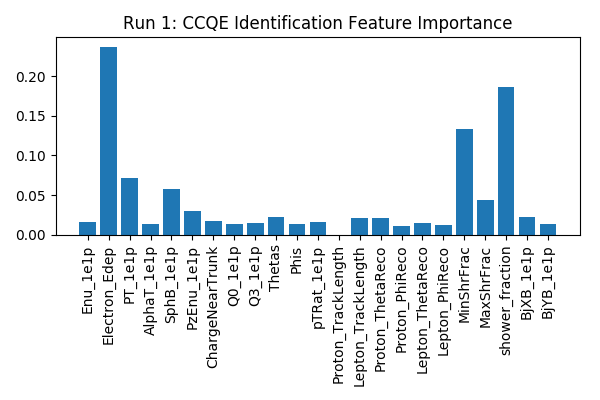 Run 1: CCQE Identification Feature Importance
0.20
0.15
0.10
0.05
0.00
Enu_1e1p
Electron_Edep
PT_1e1p
AlphaT_1e1p
SphB_1e1p
PzEnu_1e1p
ChargeNearTrunk
Q0_1e1p
Q3_1e1p
Thetas
Phis
pTRat_1e1p
Proton_TrackLength
Lepton_TrackLength
Proton_ThetaReco
Proton_PhiReco
Lepton_ThetaReco
Lepton_PhiReco
MinShrFrac
MaxShrFrac
shower_fraction
BjXB_1e1p
BjYB_1e1p